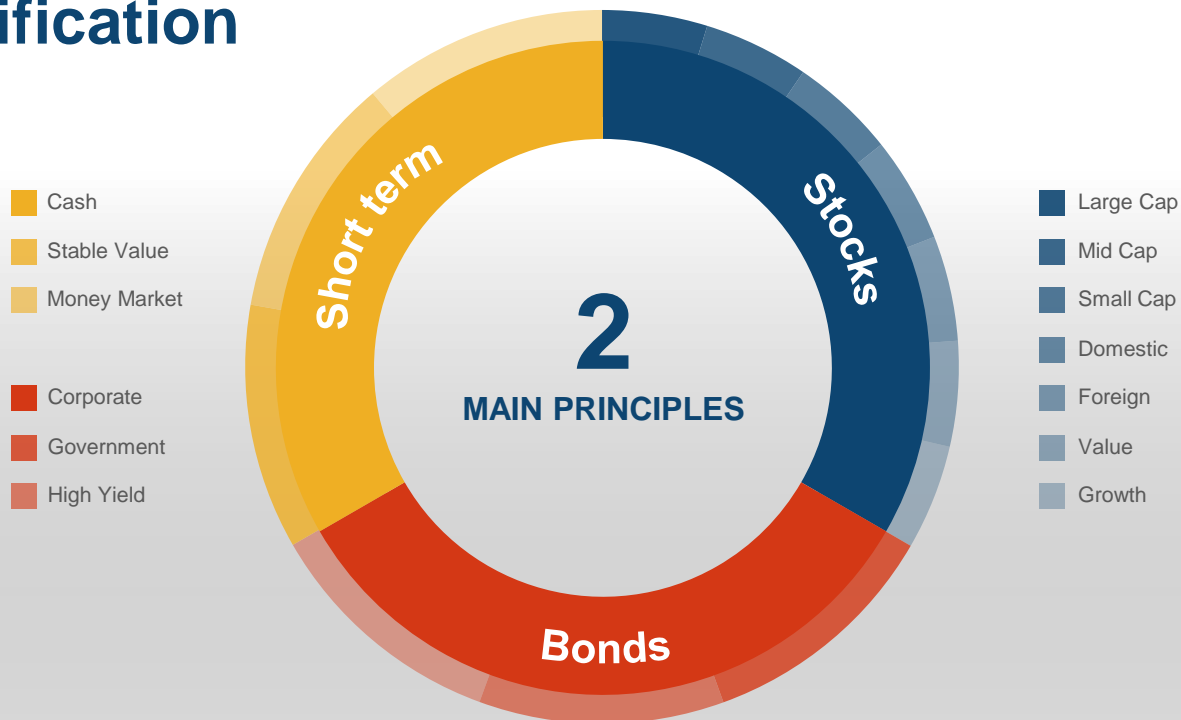 ification
Cash
Stable Value
Money Market
Corporate
Government
High Yield
Short term
Stocks
Bonds
2
MAIN PRINCIPLES
Large Cap
Mid Cap
Small Cap
Domestic
Foreign
Value
Growth